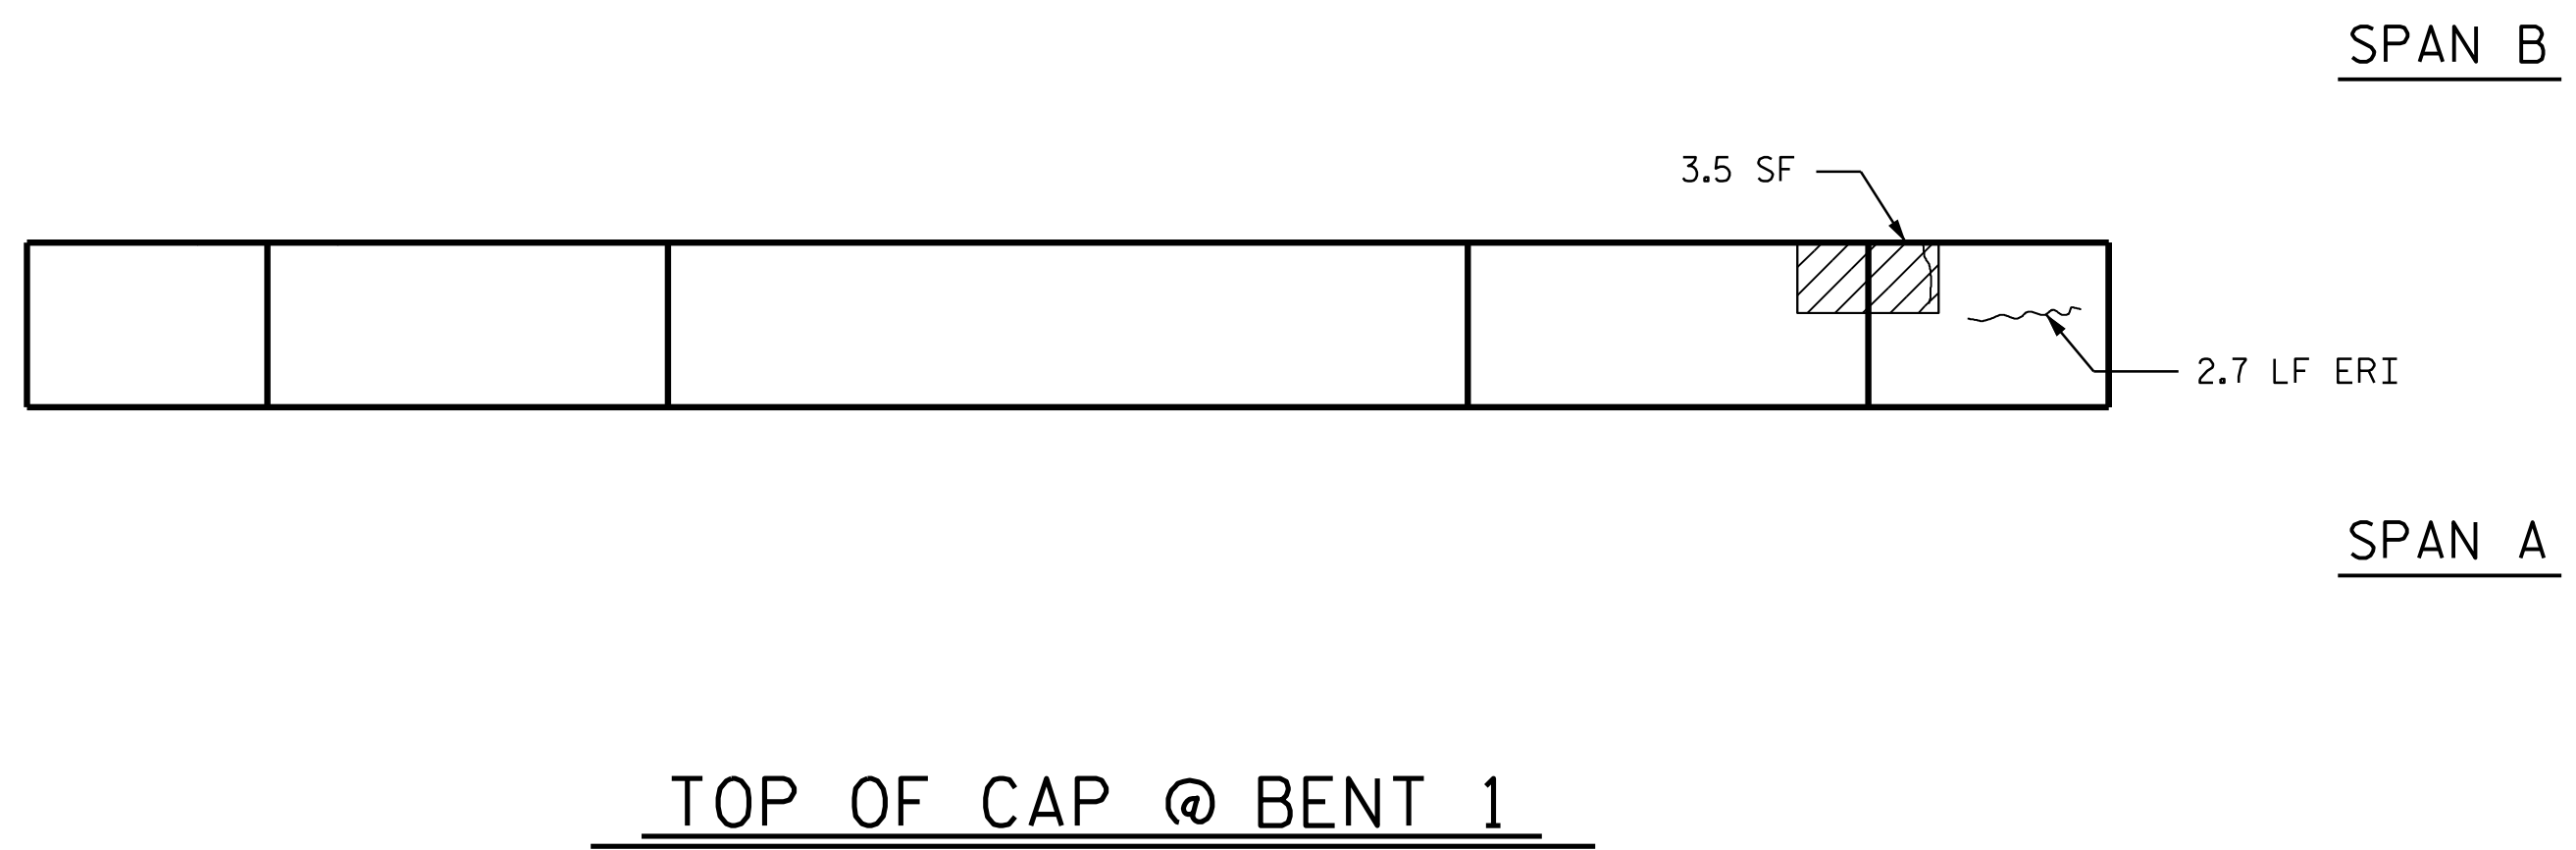 SPAN B
3.5 SF
2.7 LF ERI
SPAN A
TOP OF CAP @ BENT 1